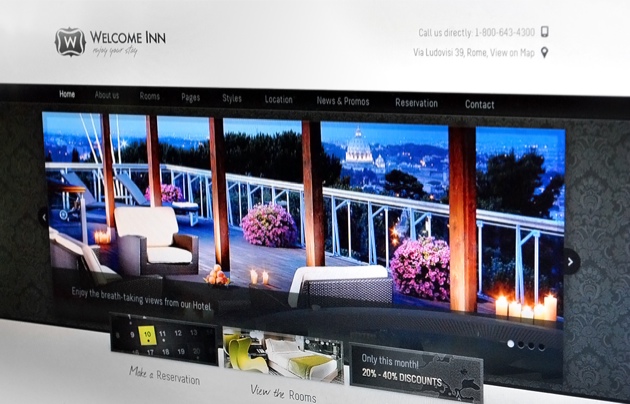 W
WELCOME INN
enjoy your stay
Call us directly: 1-800-643-4300
Via Ludovisi 39, Rome, View on Map
Home About us Rooms Pages Styles Location News & Promos Reservation Contact
Enjoy the breath-taking views from our Hotel
9 10 11 12 13
16 17 18 19 20
Make a Reservation
View the Rooms
Only this month!
20% - 40% DISCOUNTS